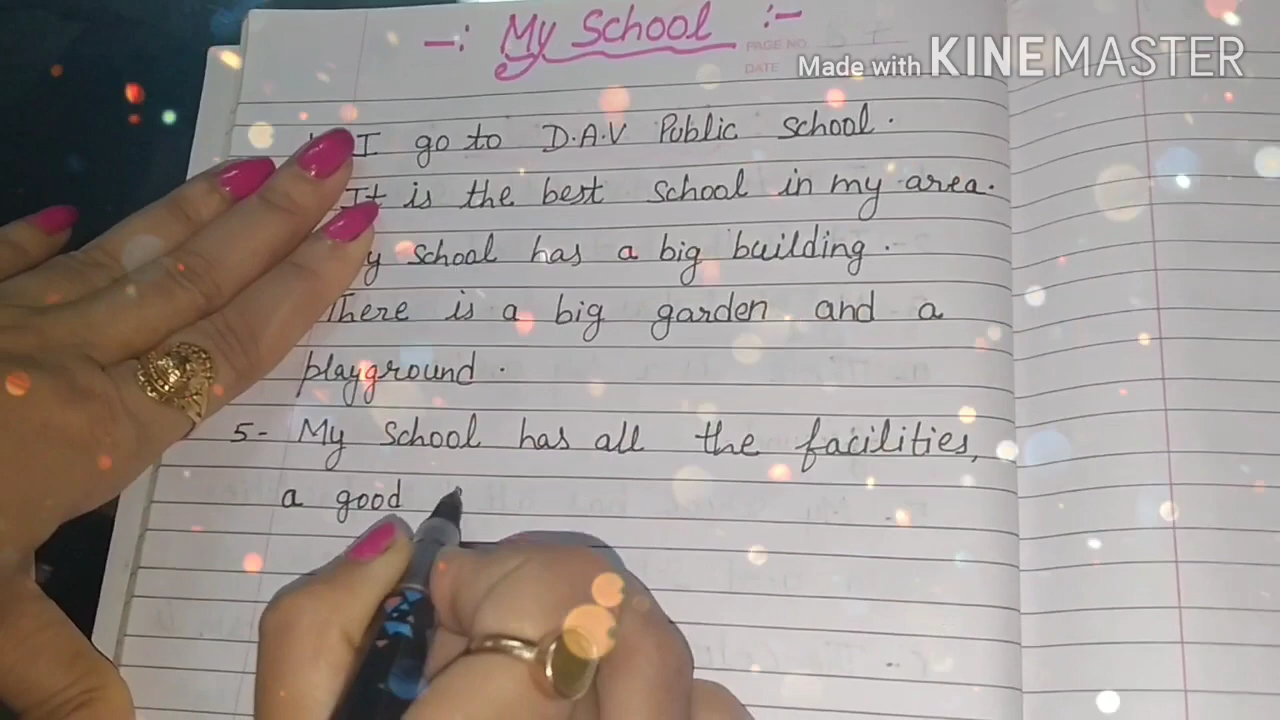 -: My School :-
PAGE NO.
DATE
Made with KINEMASTER
I go to D.A.V Public School.
It is the best school in my area.
school has a big building.
There is a big garden and a
playground.
5- My school has all the facilities,
a good